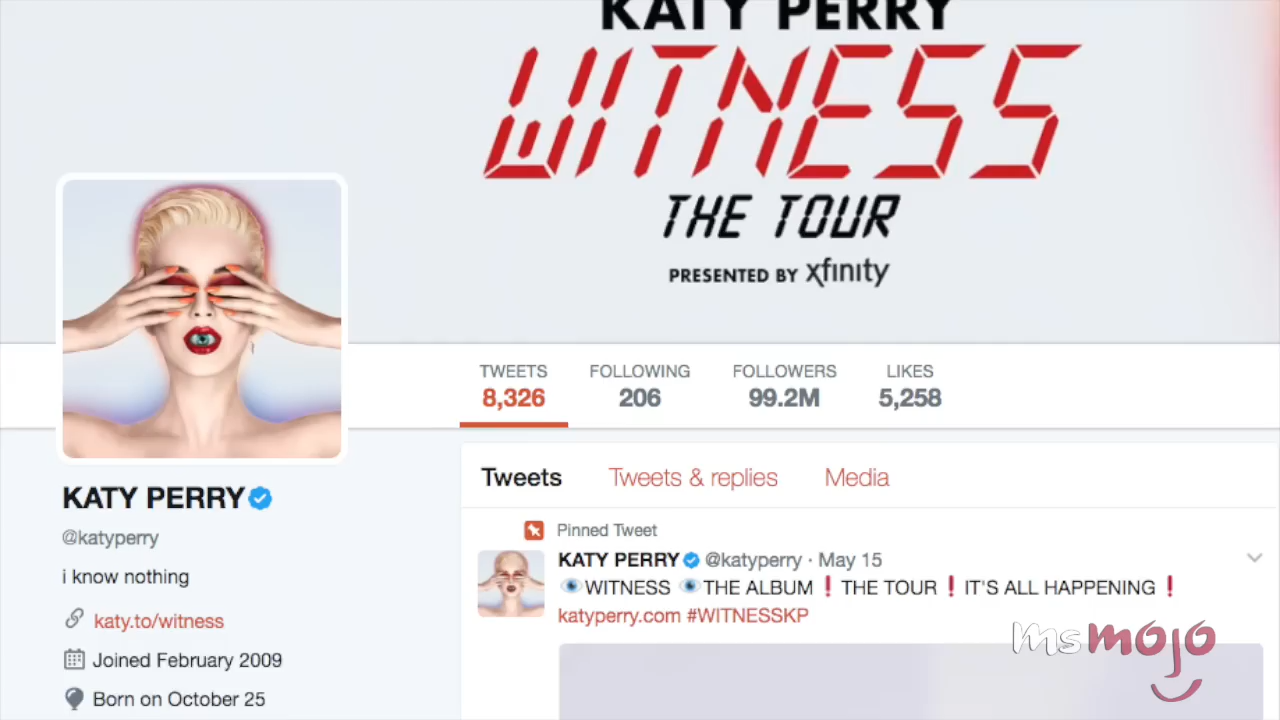 KATY PERRY
WITNESS
THE TOUR
PRESENTED BY xfinity
TWEETS FOLLOWING FOLLOWERS LIKES
8,326 206 99.2M 5,258
Tweets Tweets & replies Media
Pinned Tweet
KATY PERRY @katyperry · May 15
👁WITNESS 👁THE ALBUM❗THE TOUR❗IT'S ALL HAPPENING❗
katyperry.com #WITNESSKP
KATY PERRY
@katyperry
i know nothing
katy.to/witness
Joined February 2009
Born on October 25
msmojo